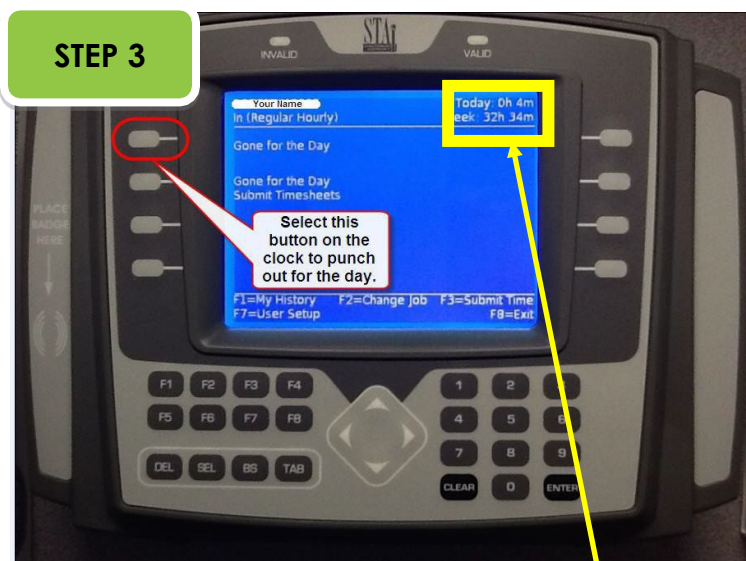 STEP 3
STAi
INVALID
VALID
Your Name
Today: 0h 4m
In (Regular Hourly)
eek: 32h 34m
Gone for the Day
Gone for the Day
Submit Timesheets
PLACE
BADGE
HERE
Select this
button on the
clock to punch
out for the day.
F1=My History F2=Change Job F3=Submit Time
F7=User Setup F8=Exit
F1 F2 F3 F4
1 2 3
F5 F6 F7 F8
4 5 6
7 8 9
DEL SEL BS TAB
CLEAR 0 ENTER